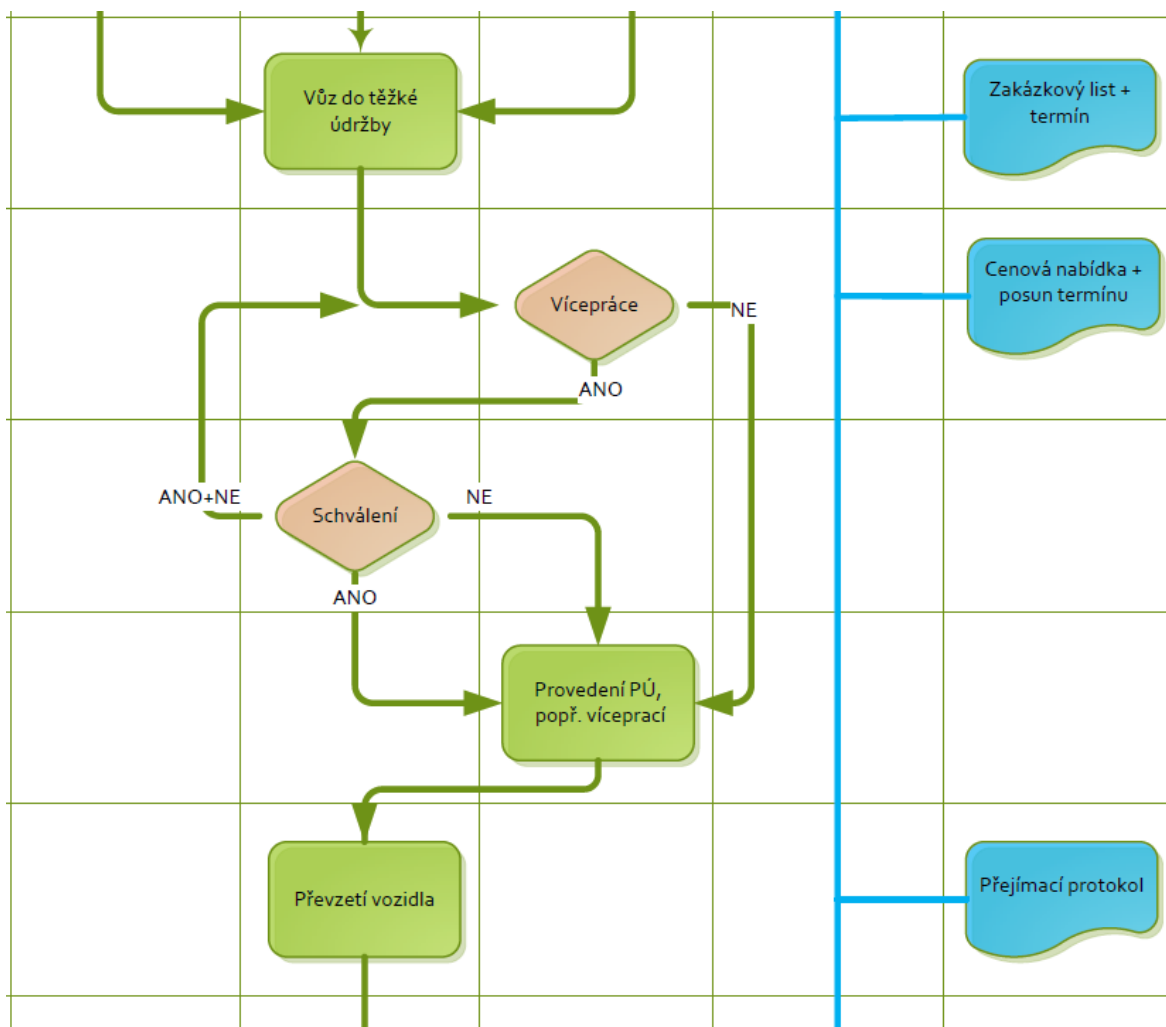 Vůz do těžké
údržby
Zakázkový list +
termín
Cenová nabídka +
posun termínu
Vícepráce
NE
ANO
ANO+NE
Schválení
NE
ANO
Provedení PÚ,
popř. víceprací
Převzetí vozidla
Přejímací protokol